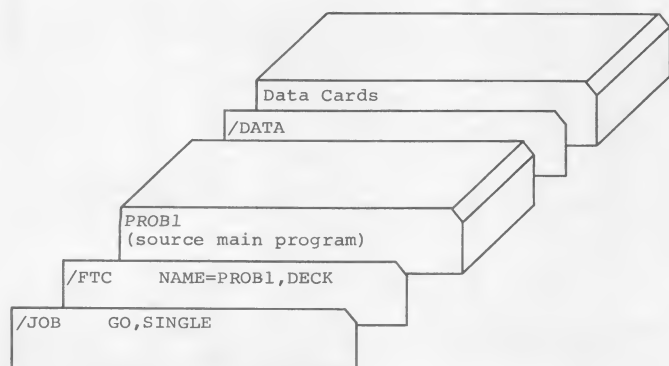 Data Cards
/DATA
PROB1
(source main program)
/FTC NAME=PROB1,DECK
/JOB GO,SINGLE